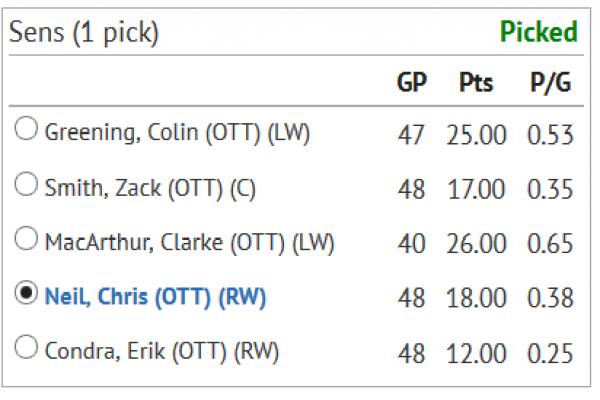 Sens (1 pick) Picked
GP Pts P/G
Greening, Colin (OTT) (LW) 47 25.00 0.53
Smith, Zack (OTT) (C) 48 17.00 0.35
MacArthur, Clarke (OTT) (LW) 40 26.00 0.65
Neil, Chris (OTT) (RW) 48 18.00 0.38
Condra, Erik (OTT) (RW) 48 12.00 0.25